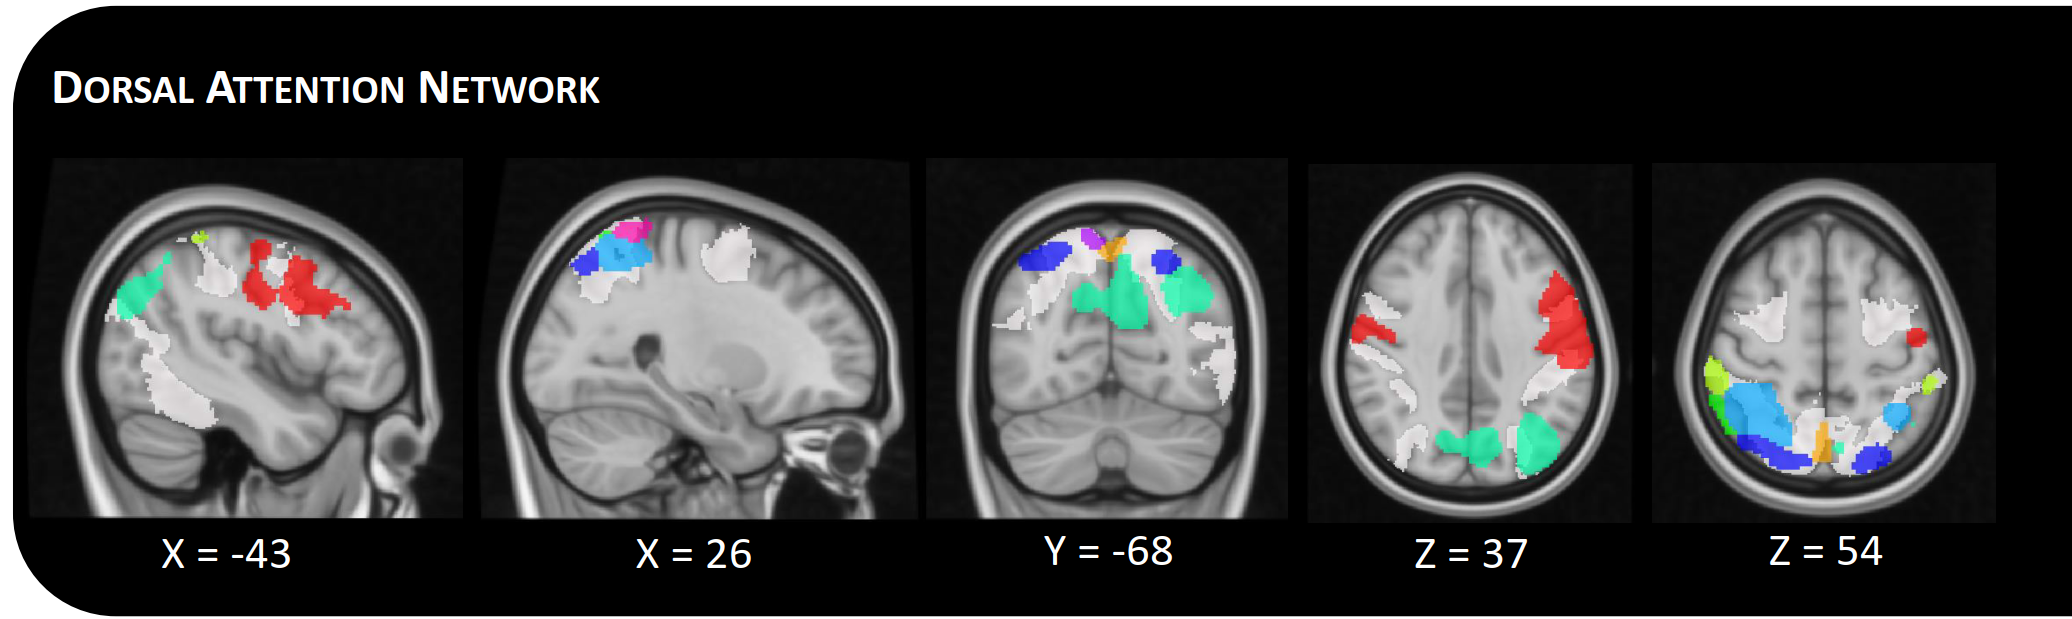 DORSAL ATTENTION NETWORK
X = -43
X = 26
Y = -68
Z = 37
Z = 54